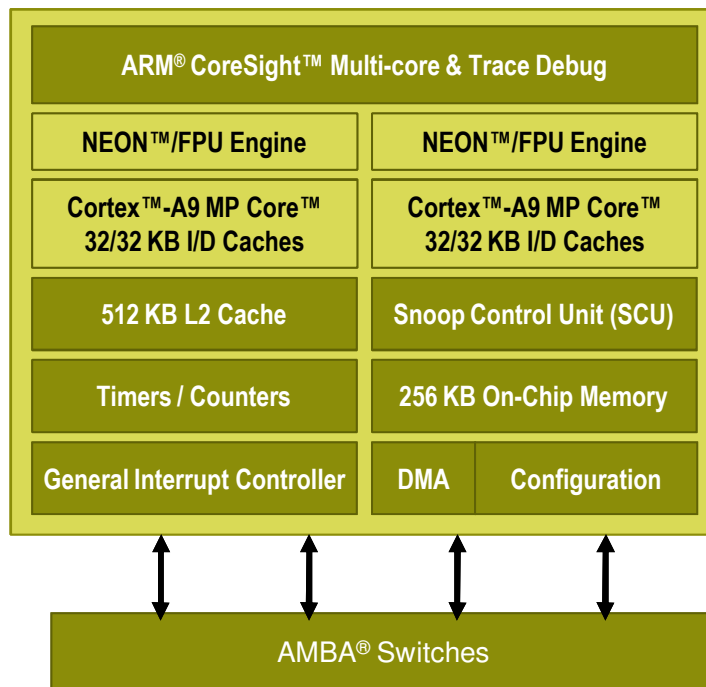 ARM® CoreSight™ Multi-core & Trace Debug
NEON™/FPU Engine
NEON™/FPU Engine
Cortex™-A9 MP Core™
32/32 KB I/D Caches
Cortex™-A9 MP Core™
32/32 KB I/D Caches
512 KB L2 Cache
Snoop Control Unit (SCU)
Timers / Counters
256 KB On-Chip Memory
General Interrupt Controller
DMA
Configuration
AMBA® Switches